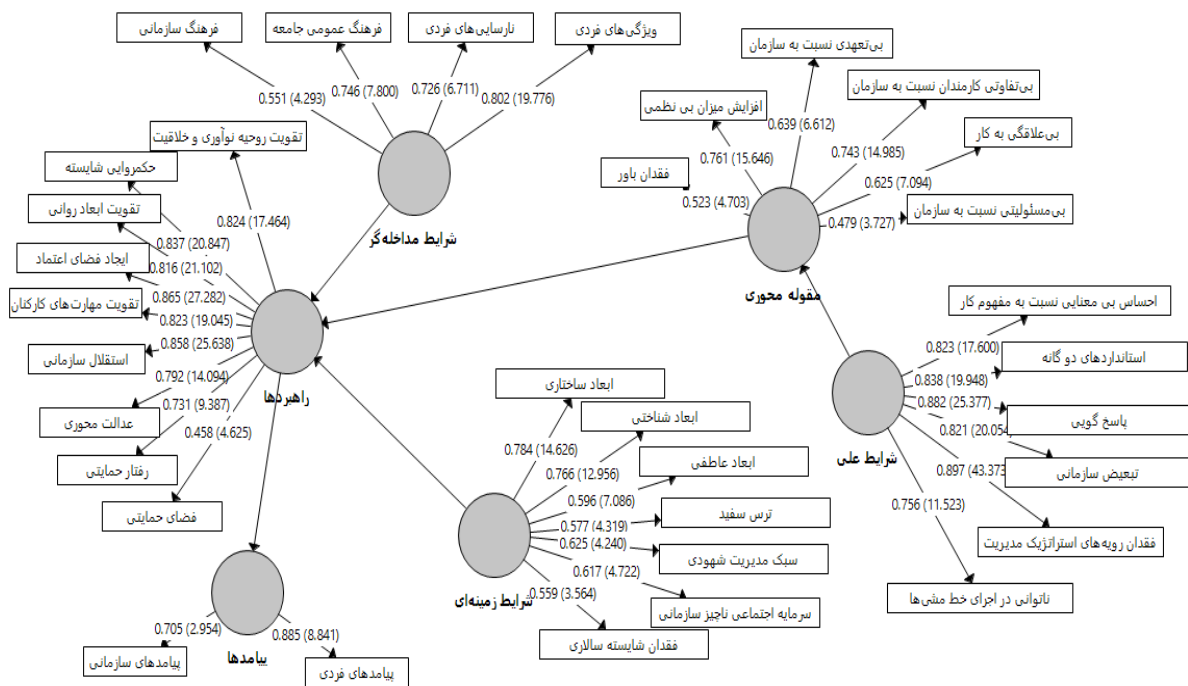 فرهنگ سازمانی
فرهنگ عمومی جامعه
نارسایی‌های فردی
ویژگی‌های فردی
0.551 (4.293)
0.746 (7.800)
0.726 (6.711)
0.802 (19.776)
شرایط مداخله‌گر
بی‌تعهدی نسبت به سازمان
بی‌تفاوتی کارمندان نسبت به سازمان
افزایش میزان بی نظمی
بی‌علاقگی به کار
فقدان باور
بی‌مسئولیتی نسبت به سازمان
0.639 (6.612)
0.743 (14.985)
0.761 (15.646)
0.625 (7.094)
0.523 (4.703)
0.479 (3.727)
مقوله محوری
تقویت روحیه نوآوری و خلاقیت
حکمروایی شایسته
تقویت ابعاد روانی
ایجاد فضای اعتماد
تقویت مهارت‌های کارکنان
استقلال سازمانی
عدالت محوری
رفتار حمایتی
فضای حمایتی
0.824 (17.464)
0.837 (20.847)
0.816 (21.102)
0.865 (27.282)
0.823 (19.045)
0.858 (25.638)
0.792 (14.094)
0.731 (9.387)
0.458 (4.625)
راهبردها
احساس بی معنایی نسبت به مفهوم کار
استانداردهای دو گانه
پاسخ گویی
تبعیض سازمانی
فقدان رویه‌های استراتژیک مدیریت
ناتوانی در اجرای خط مشی‌ها
0.823 (17.600)
0.838 (19.948)
0.882 (25.377)
0.821 (20.054)
0.897 (43.373)
0.756 (11.523)
شرایط علی
ابعاد ساختاری
ابعاد شناختی
ابعاد عاطفی
ترس سفید
سبک مدیریت شهودی
سرمایه اجتماعی ناچیز سازمانی
فقدان شایسته سالاری
0.784 (14.626)
0.766 (12.956)
0.596 (7.086)
0.577 (4.319)
0.625 (4.240)
0.617 (4.722)
0.559 (3.564)
شرایط زمینه‌ای
پیامدها
0.705 (2.954)
0.885 (8.841)
پیامدهای سازمانی
پیامدهای فردی